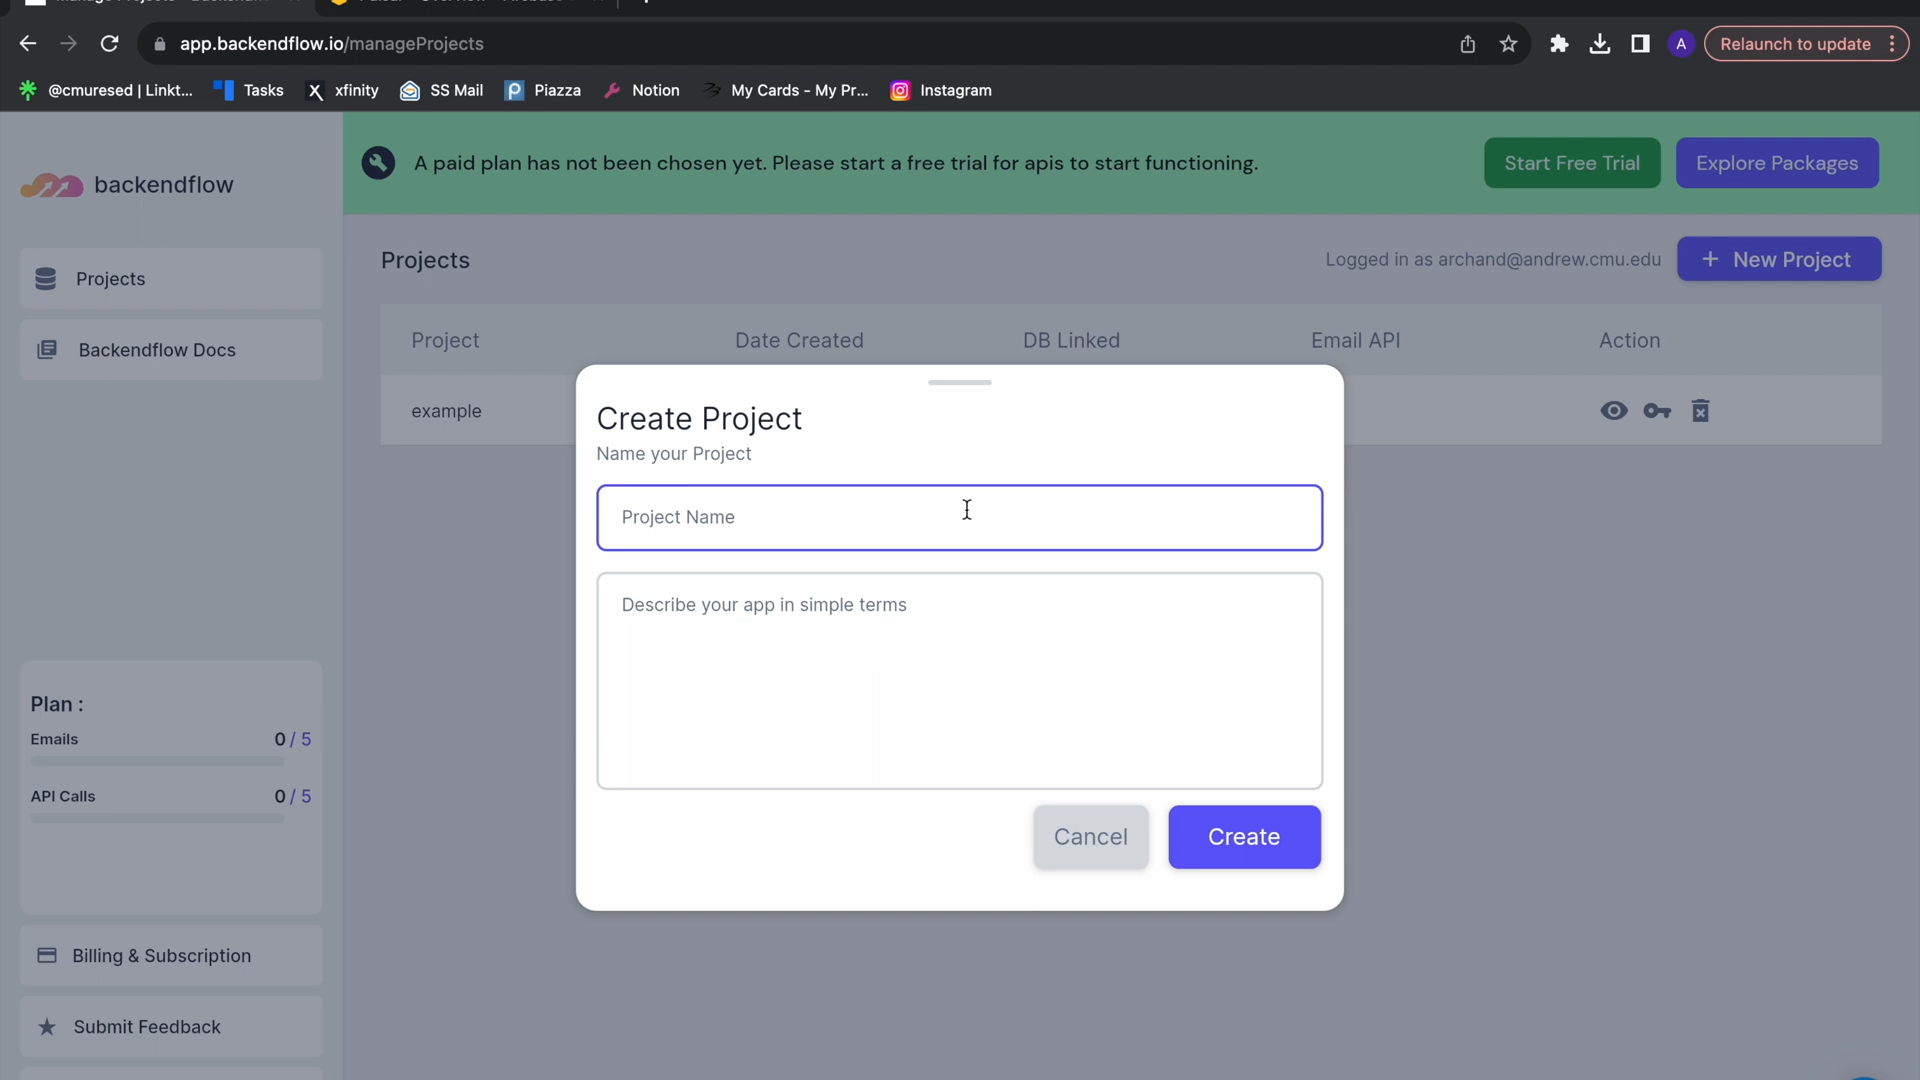 app.backendflow.io/manageProjects
A
Relaunch to update
@cmuresed | Linkt...
Tasks
xfinity
SS Mail
Piazza
Notion
My Cards - My Pr...
Instagram
backendflow
A paid plan has not been chosen yet. Please start a free trial for apis to start functioning.
Start Free Trial
Explore Packages
Projects
Backendflow Docs
Projects
Logged in as archand@andrew.cmu.edu
+ New Project
Project
Date Created
DB Linked
Email API
Action
example
Create Project
Name your Project
Project Name
Describe your app in simple terms
Cancel
Create
Plan :
Emails
0 / 5
API Calls
0 / 5
Billing & Subscription
Submit Feedback